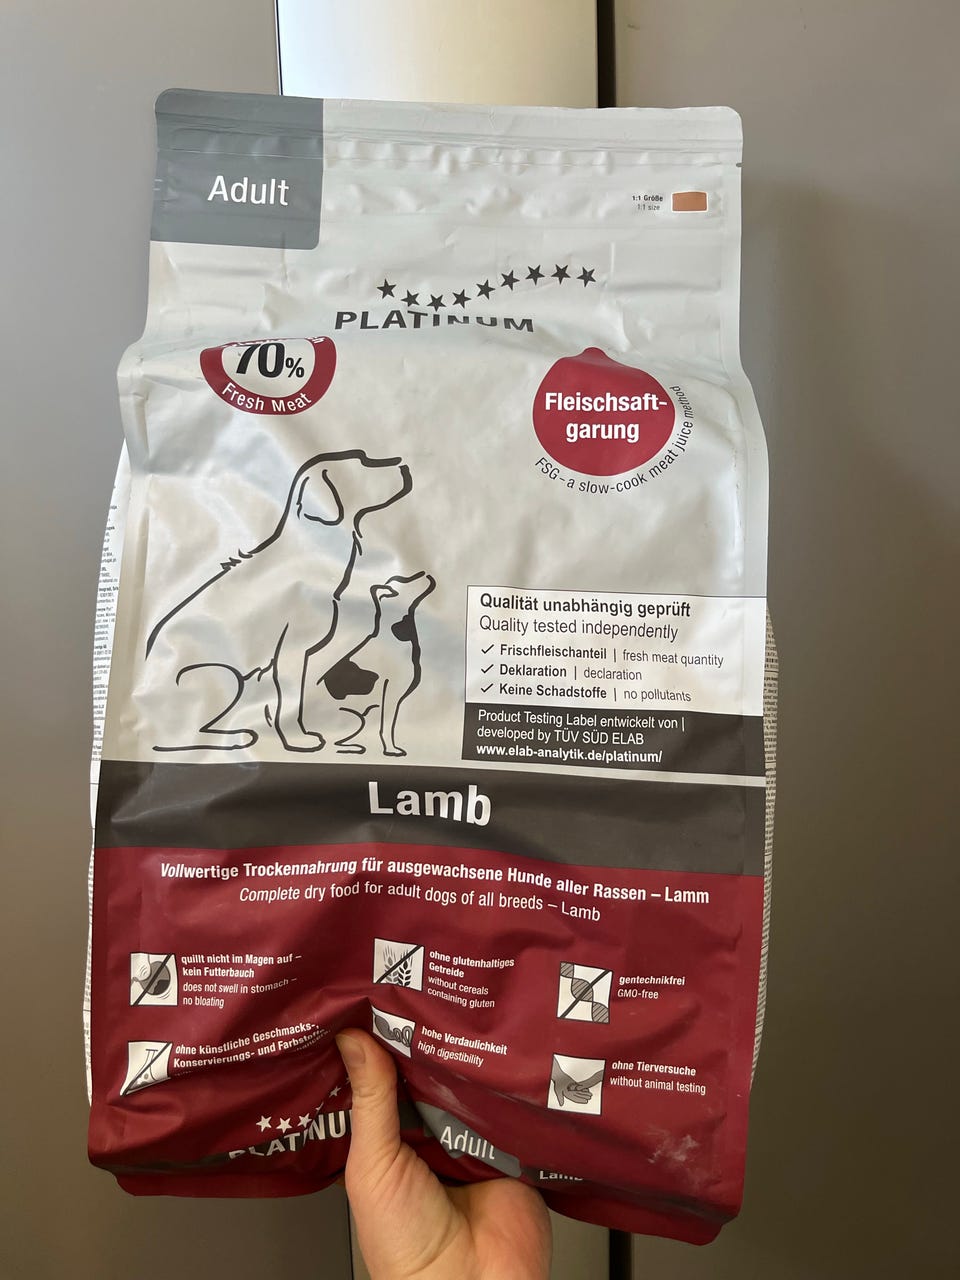 Adult
1:1 Größe
1:1 size
PLATINUM
70%
Fresh Meat
Fleischsaft-
garung
FSG - a slow-cook meat juice method
Qualität unabhängig geprüft
Quality tested independently
Frischfleischanteil | fresh meat quantity
Deklaration | declaration
Keine Schadstoffe | no pollutants
Product Testing Label entwickelt von |
developed by TÜV SÜD ELAB
www.elab-analytik.de/platinum/
Lamb
Vollwertige Trockennahrung für ausgewachsene Hunde aller Rassen – Lamm
Complete dry food for adult dogs of all breeds – Lamb
quillt nicht im Magen auf –
kein Futterbauch
does not swell in stomach –
no bloating
ohne glutenhaltiges
Getreide
without cereals
containing gluten
gentechnikfrei
GMO-free
ohne künstliche Geschmacks-,
Konservierungs- und Farbstoffe
hohe Verdaulichkeit
high digestibility
ohne Tierversuche
without animal testing
PLATINU
Adult
Lamb